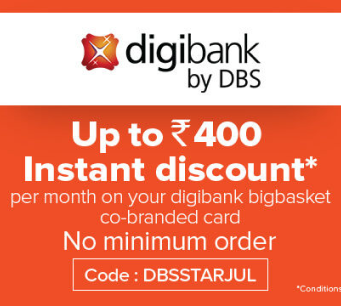 digibank
by DBS
Up to ₹400
Instant discount*
per month on your digibank bigbasket
co-branded card
No minimum order
Code : DBSSTARJUL
*Conditions